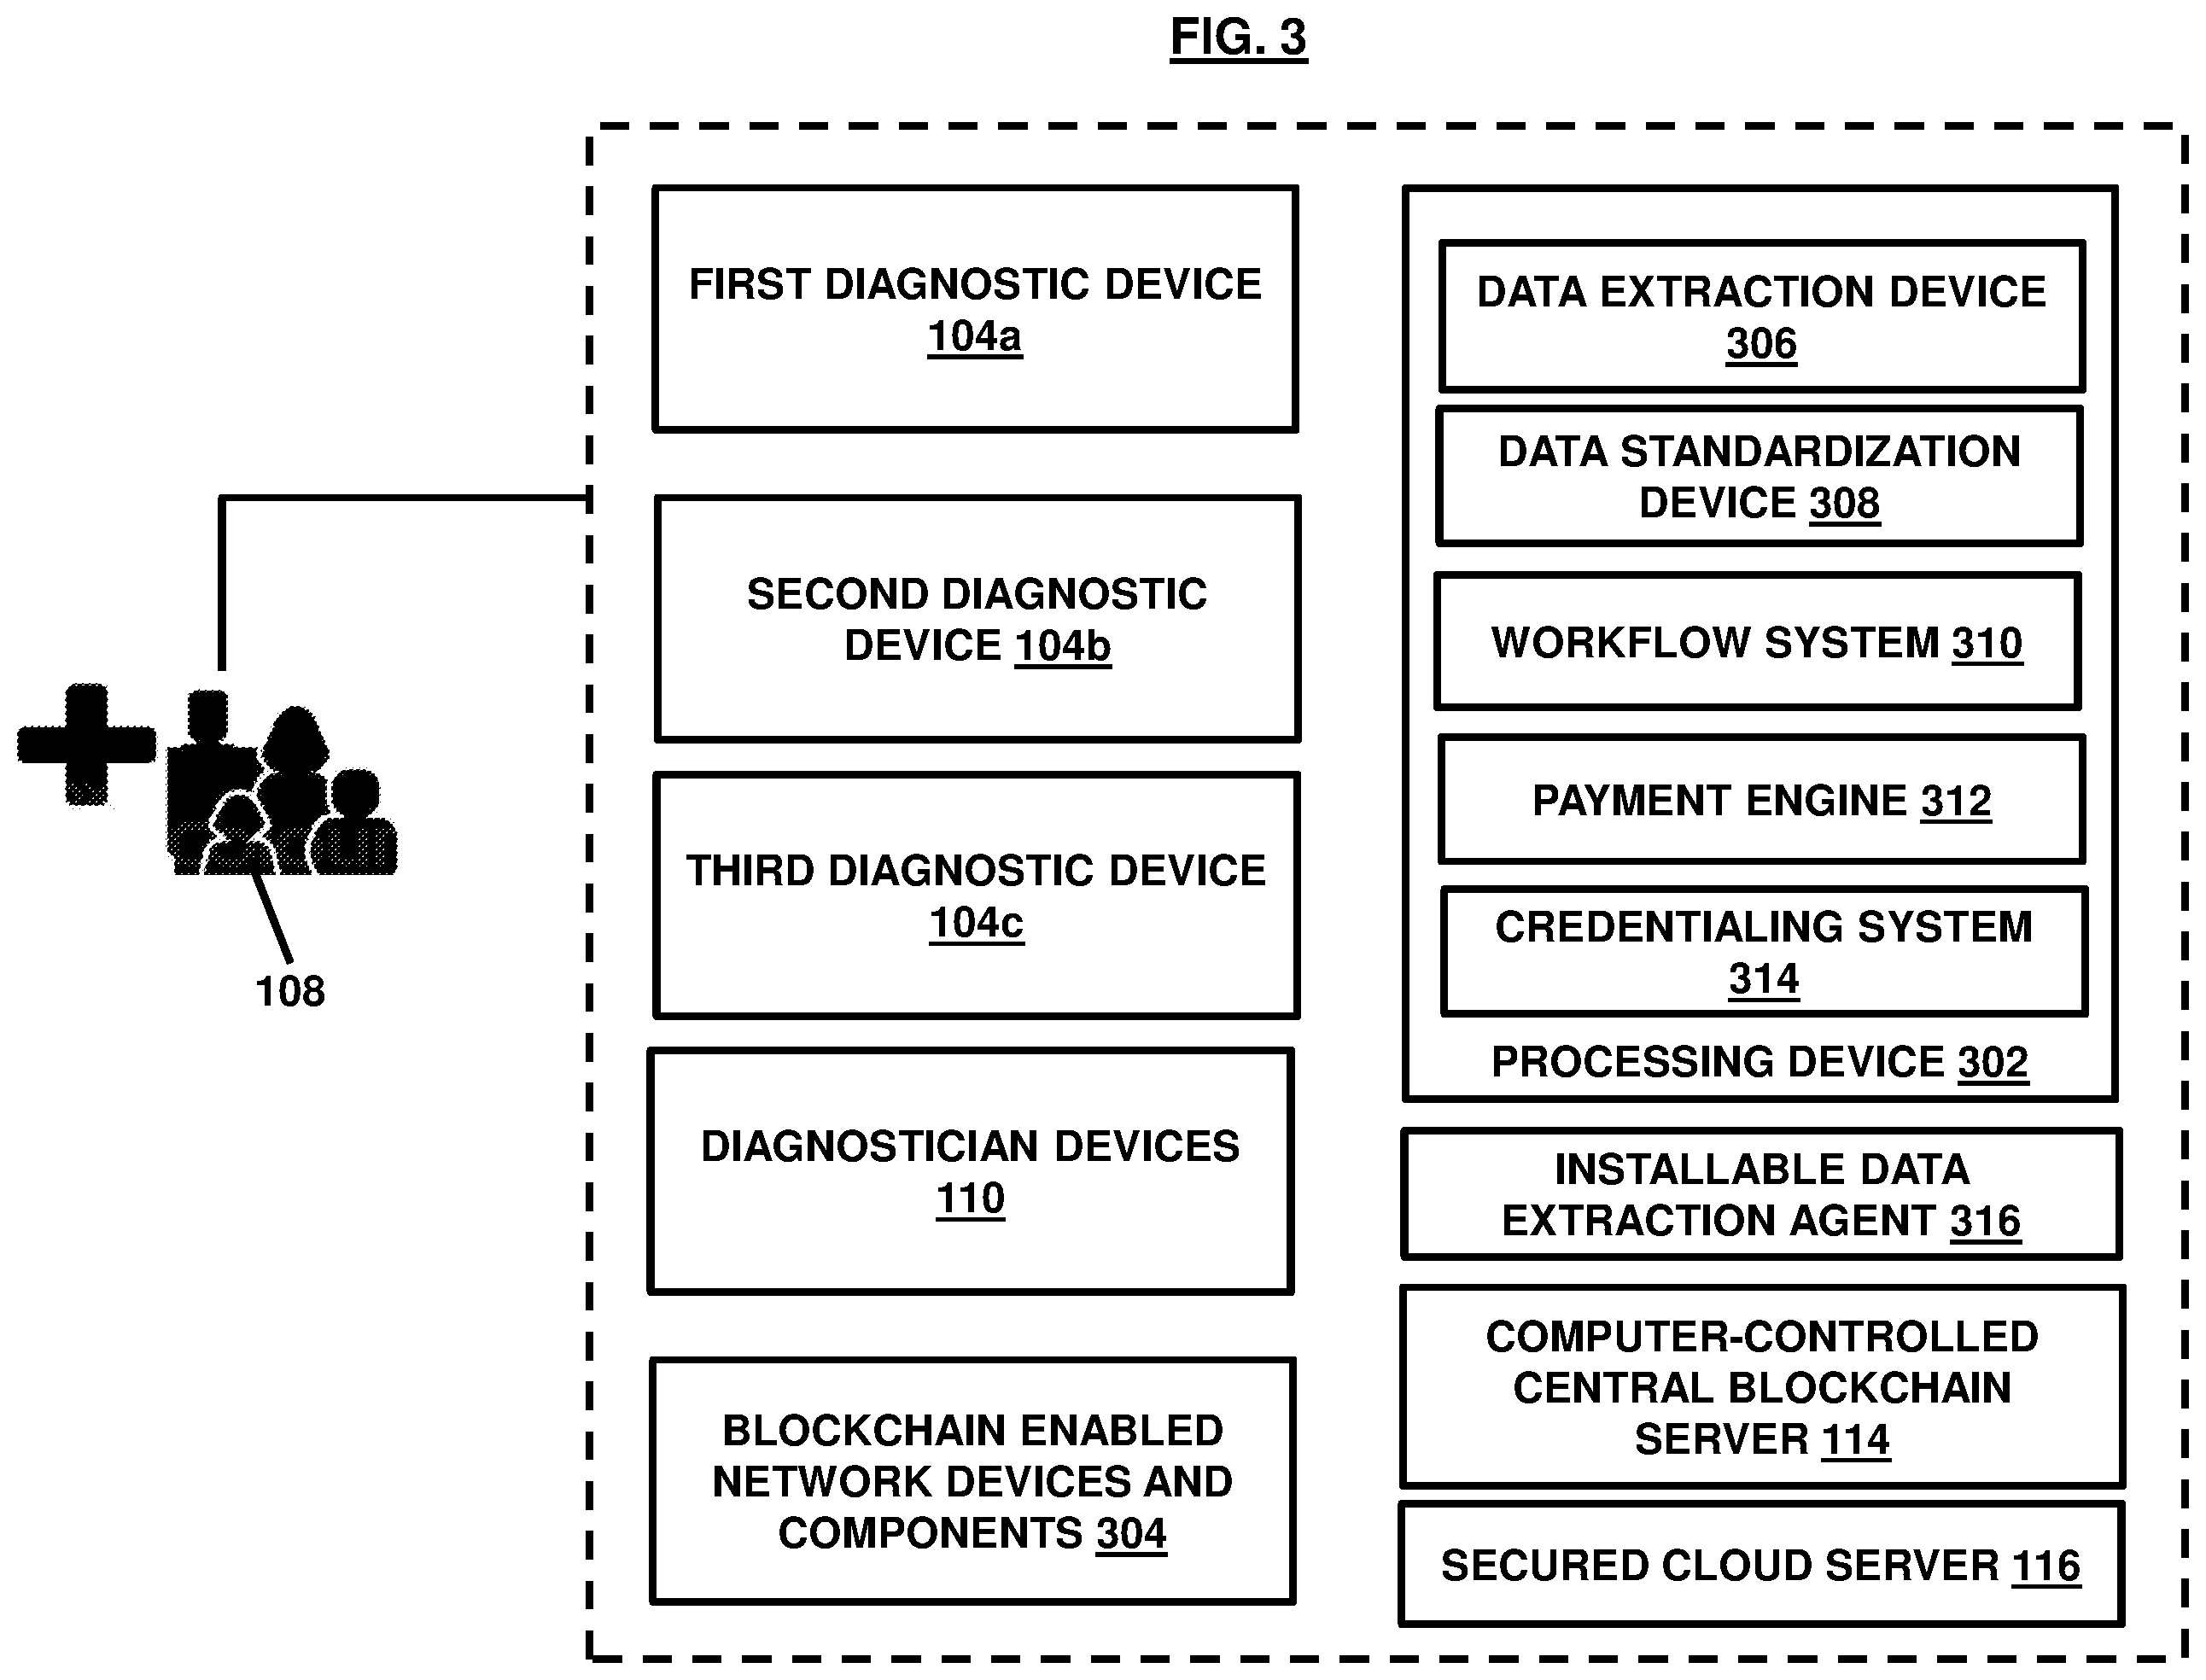 FIG. 3
FIRST DIAGNOSTIC DEVICE
104a
SECOND DIAGNOSTIC
DEVICE 104b
THIRD DIAGNOSTIC DEVICE
104c
DIAGNOSTICIAN DEVICES
110
BLOCKCHAIN ENABLED
NETWORK DEVICES AND
COMPONENTS 304
DATA EXTRACTION DEVICE
306
DATA STANDARDIZATION
DEVICE 308
WORKFLOW SYSTEM 310
PAYMENT ENGINE 312
CREDENTIALING SYSTEM
314
PROCESSING DEVICE 302
INSTALLABLE DATA
EXTRACTION AGENT 316
COMPUTER-CONTROLLED
CENTRAL BLOCKCHAIN
SERVER 114
SECURED CLOUD SERVER 116
108